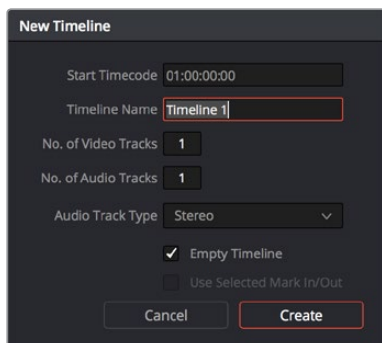 New Timeline
Start Timecode 01:00:00:00
Timeline Name Timeline 1
No. of Video Tracks 1
No. of Audio Tracks 1
Audio Track Type Stereo
Empty Timeline
Use Selected Mark In/Out
Cancel Create